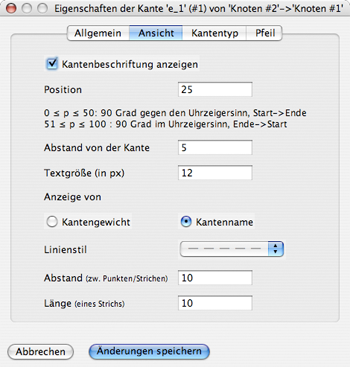 Eigenschaften der Kante 'e_1' (#1) von 'Knoten #2'->'Knoten #1'
Allgemein Ansicht Kantentyp Pfeil
Kantenbeschriftung anzeigen
Position 25
0 ≤ p ≤ 50: 90 Grad gegen den Uhrzeigersinn, Start->Ende
51 ≤ p ≤ 100 : 90 Grad im Uhrzeigersinn, Ende->Start
Abstand von der Kante 5
Textgröße (in px) 12
Anzeige von
Kantengewicht Kantenname
Linienstil
Abstand (zw. Punkten/Strichen) 10
Länge (eines Strichs) 10
Abbrechen Änderungen speichern